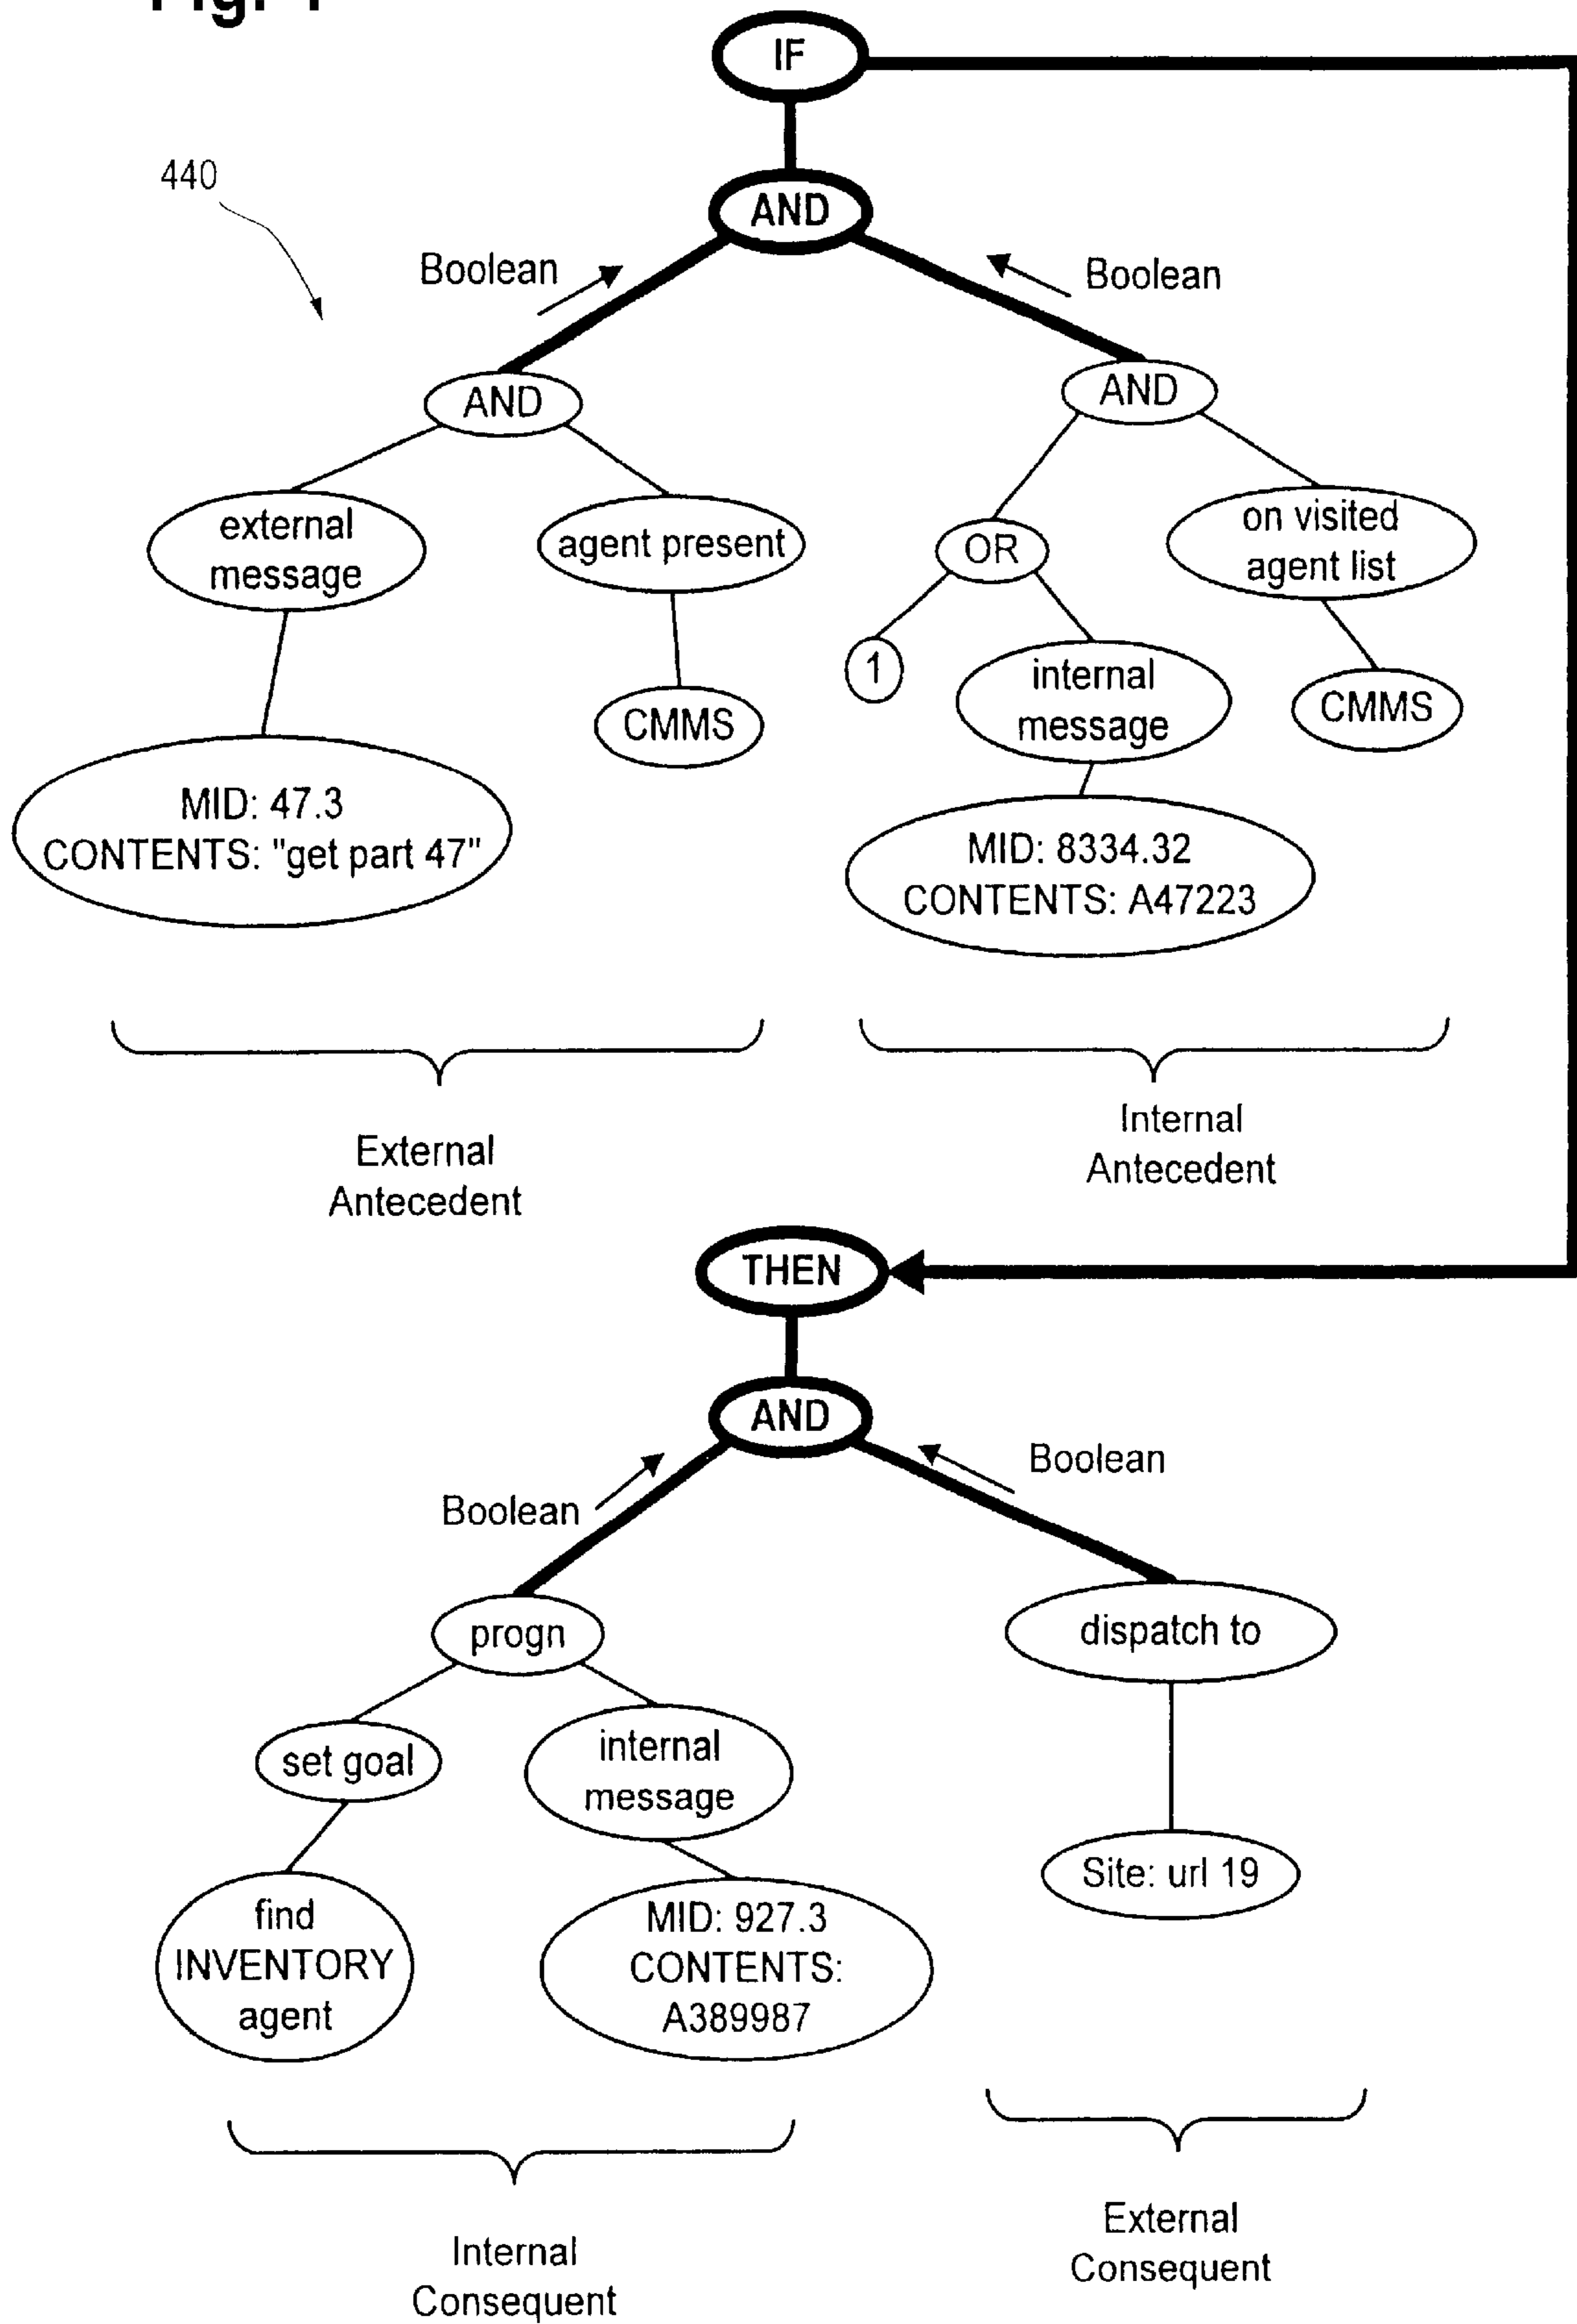 IF
440
AND
Boolean
Boolean
AND
AND
external
message
agent present
OR
on visited
agent list
1
internal
message
CMMS
CMMS
MID: 47.3
CONTENTS: "get part 47"
MID: 8334.32
CONTENTS: A47223
External
Antecedent
Internal
Antecedent
THEN
AND
Boolean
Boolean
progn
dispatch to
set goal
internal
message
Site: url 19
find
INVENTORY
agent
MID: 927.3
CONTENTS:
A389987
Internal
Consequent
External
Consequent